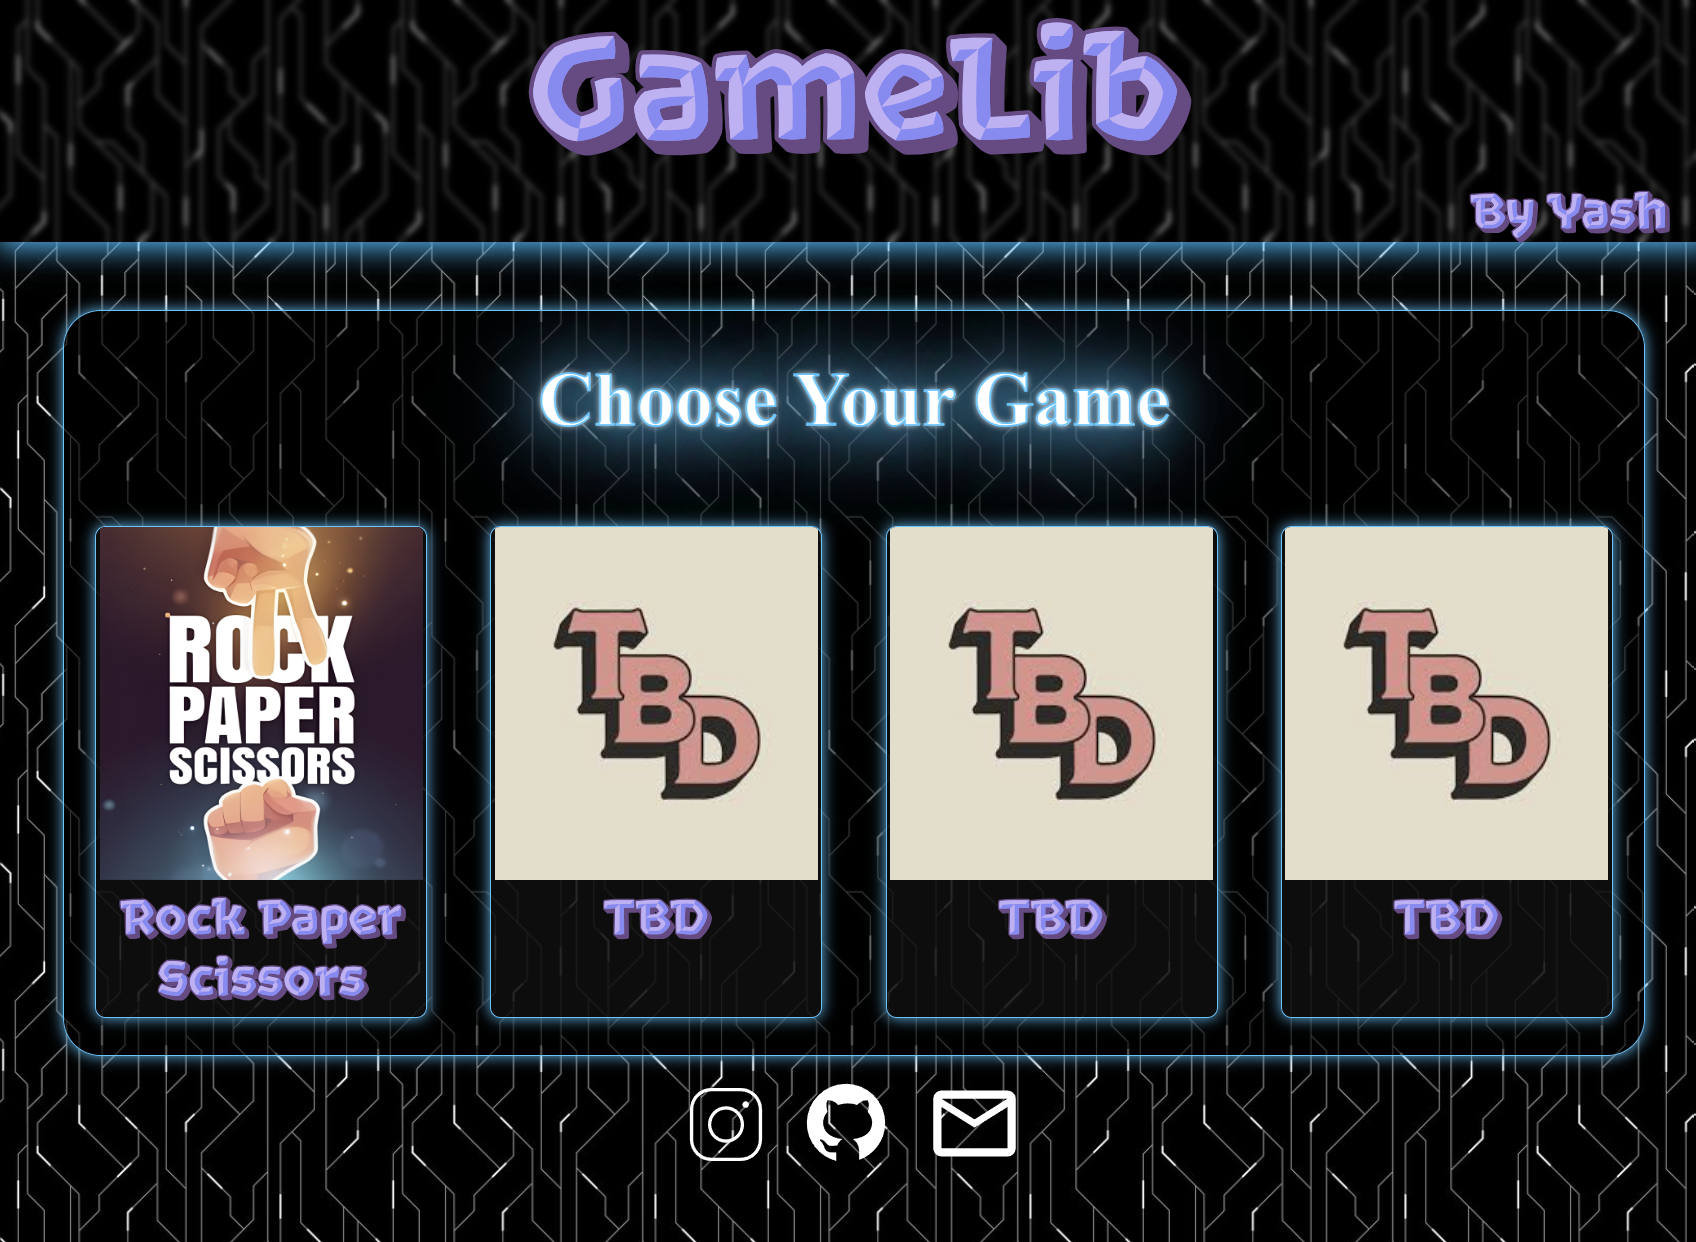 GameLib
By Yash
Choose Your Game
ROCK
PAPER
SCISSORS
Rock Paper
Scissors
TBD
TBD
TBD
TBD
TBD
TBD